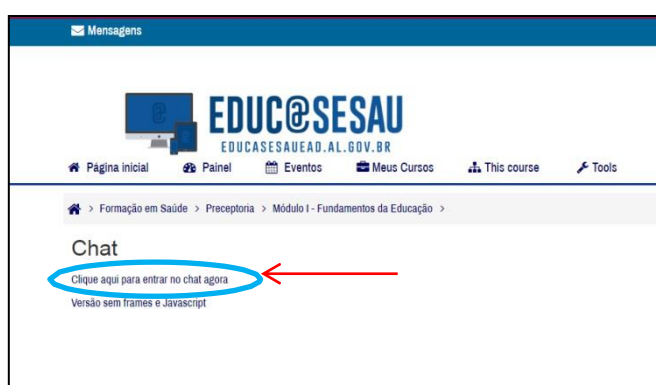 Mensagens
EDUC@SESAU
EDUCASESAUEAD.AL.GOV.BR
Página inicial Painel Eventos Meus Cursos This course Tools
> Formação em Saúde > Preceptoria > Módulo I - Fundamentos da Educação >
Chat
Clique aqui para entrar no chat agora
Versão sem frames e Javascript